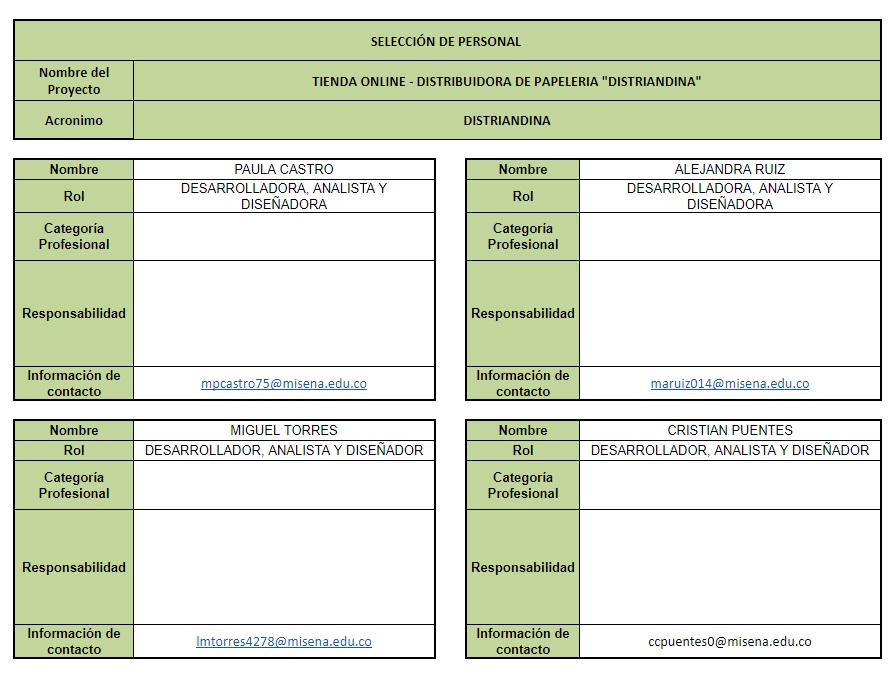 SELECCIÓN DE PERSONAL
Nombre del
Proyecto
TIENDA ONLINE - DISTRIBUIDORA DE PAPELERIA "DISTRIANDINA"
Acronimo
DISTRIANDINA
Nombre
PAULA CASTRO
Rol
DESARROLLADORA, ANALISTA Y
DISEÑADORA
Categoría
Profesional
Responsabilidad
Información de
contacto
mpcastro75@misena.edu.co
Nombre
ALEJANDRA RUIZ
Rol
DESARROLLADORA, ANALISTA Y
DISEÑADORA
Categoría
Profesional
Responsabilidad
Información de
contacto
maruiz014@misena.edu.co
Nombre
MIGUEL TORRES
Rol
DESARROLLADOR, ANALISTA Y DISEÑADOR
Categoría
Profesional
Responsabilidad
Información de
contacto
lmtorres4278@misena.edu.co
Nombre
CRISTIAN PUENTES
Rol
DESARROLLADOR, ANALISTA Y DISEÑADOR
Categoría
Profesional
Responsabilidad
Información de
contacto
ccpuentes0@misena.edu.co